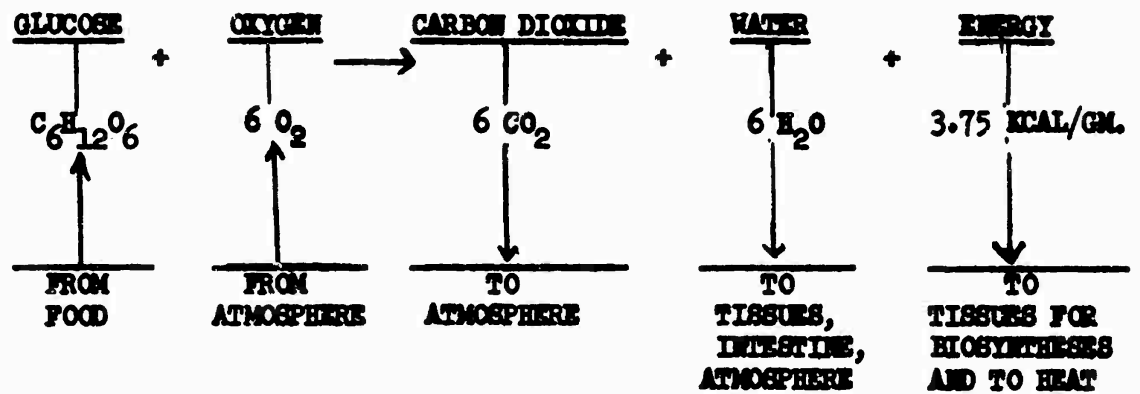 GLUCOSE + OXYGEN → CARBON DIOXIDE + WATER + ENERGY
C6H12O6 6 O2 6 CO2 6 H2O 3.75 KCAL/GM.
FROM FOOD
FROM ATMOSPHERE
TO ATMOSPHERE
TO TISSUES, INTESTINE, ATMOSPHERE
TO TISSUES FOR BIOSYNTHESES AND TO HEAT